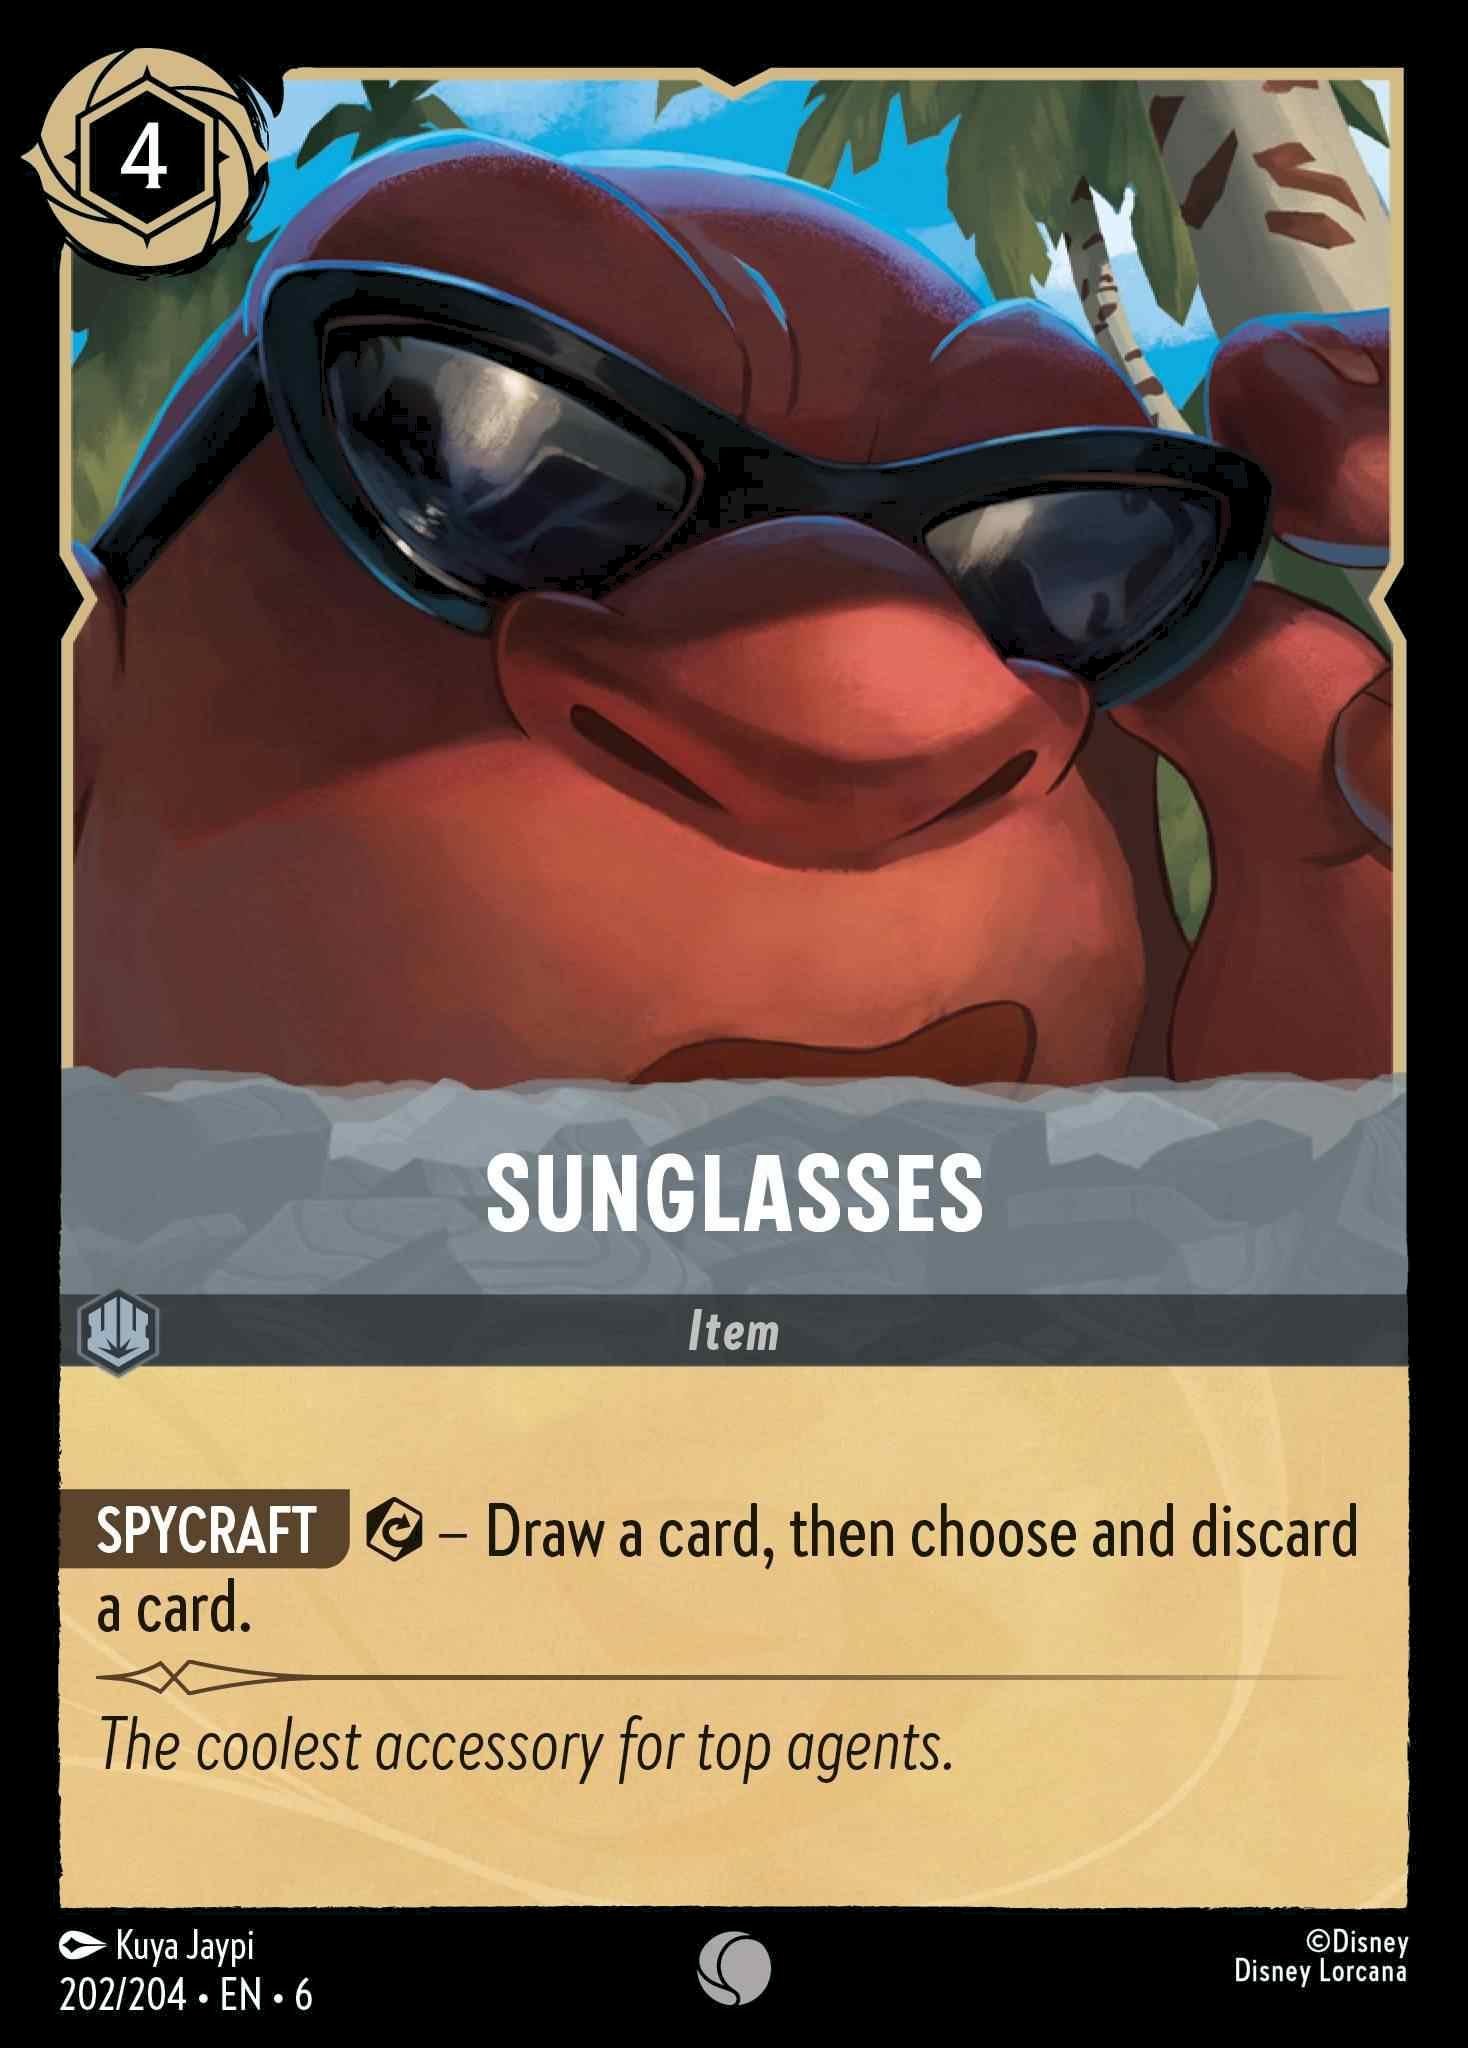 4
SUNGLASSES
Item
SPYCRAFT – Draw a card, then choose and discard
a card.
The coolest accessory for top agents.
Kuya Jaypi
202/204 • EN • 6
©Disney
Disney Lorcana